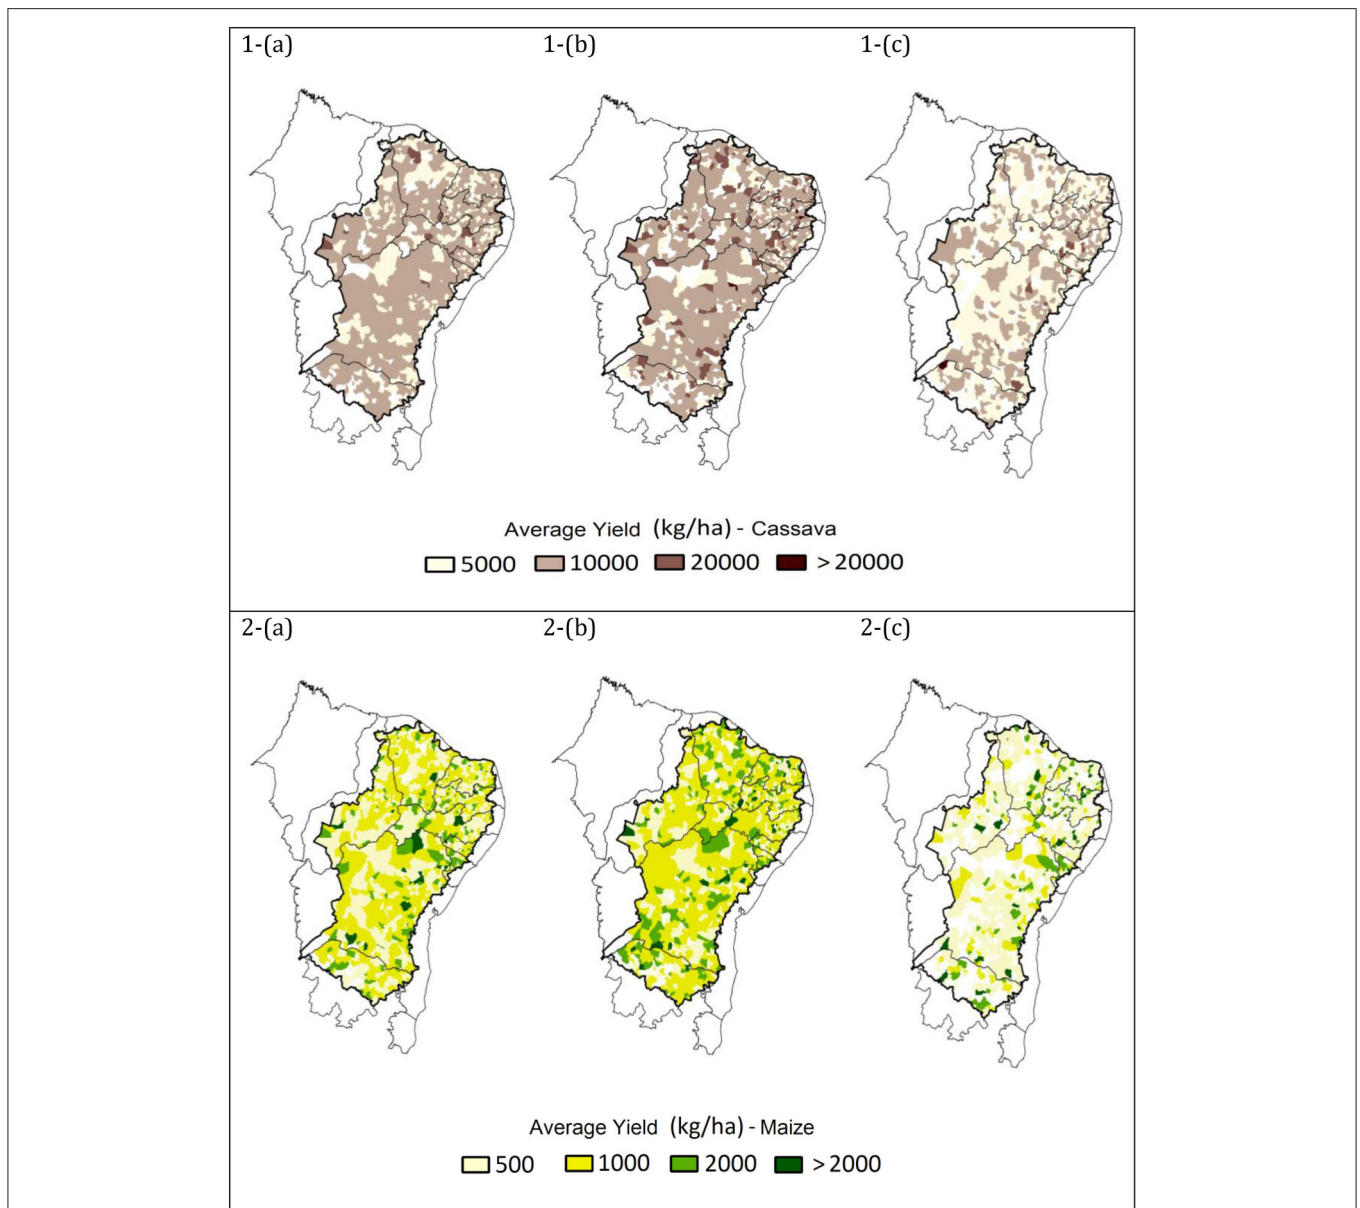 1-(a) 1-(b) 1-(c)
Average Yield (kg/ha) - Cassava
5000 10000 20000 > 20000
2-(a) 2-(b) 2-(c)
Average Yield (kg/ha) - Maize
500 1000 2000 > 2000